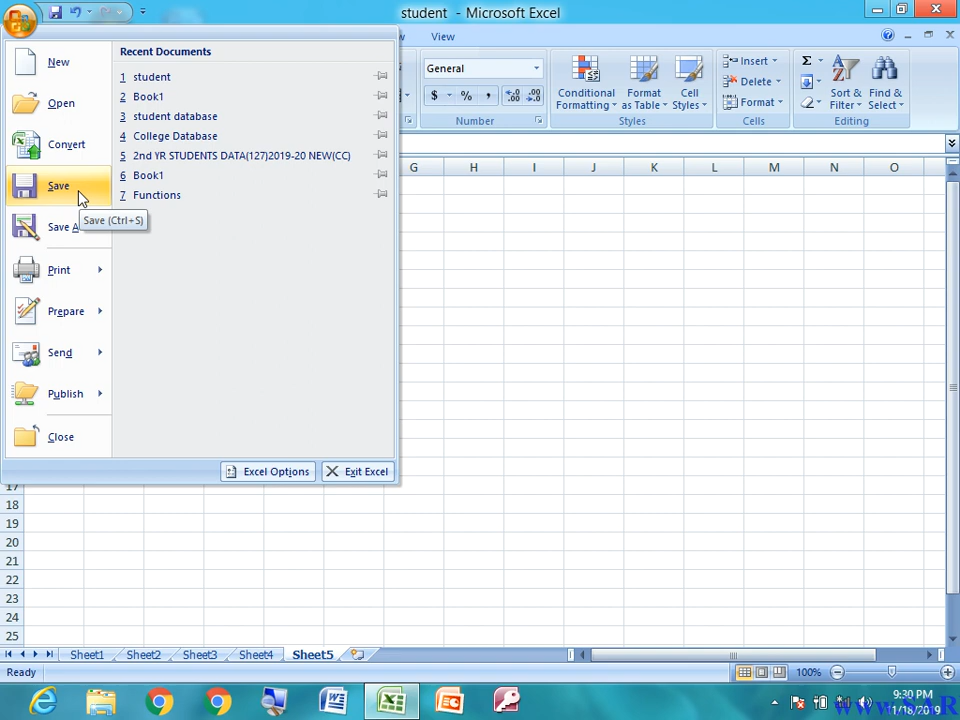 student - Microsoft Excel
View
New
Open
Convert
Save
Save A
Print
Prepare
Send
Publish
Close
Save (Ctrl+S)
Recent Documents
1 student
2 Book1
3 student database
4 College Database
5 2nd YR STUDENTS DATA(127)2019-20 NEW(CC)
6 Book1
7 Functions
Excel Options
Exit Excel
General
$ % ,
Number
Conditional Formatting
Format as Table
Cell Styles
Styles
Insert
Delete
Format
Cells
Σ
Sort & Filter
Find & Select
Editing
G H I J K L M N O
17
18
19
20
21
22
23
24
25
Sheet1 Sheet2 Sheet3 Sheet4 Sheet5
Ready
100%
9:30 PM
11/18/2019